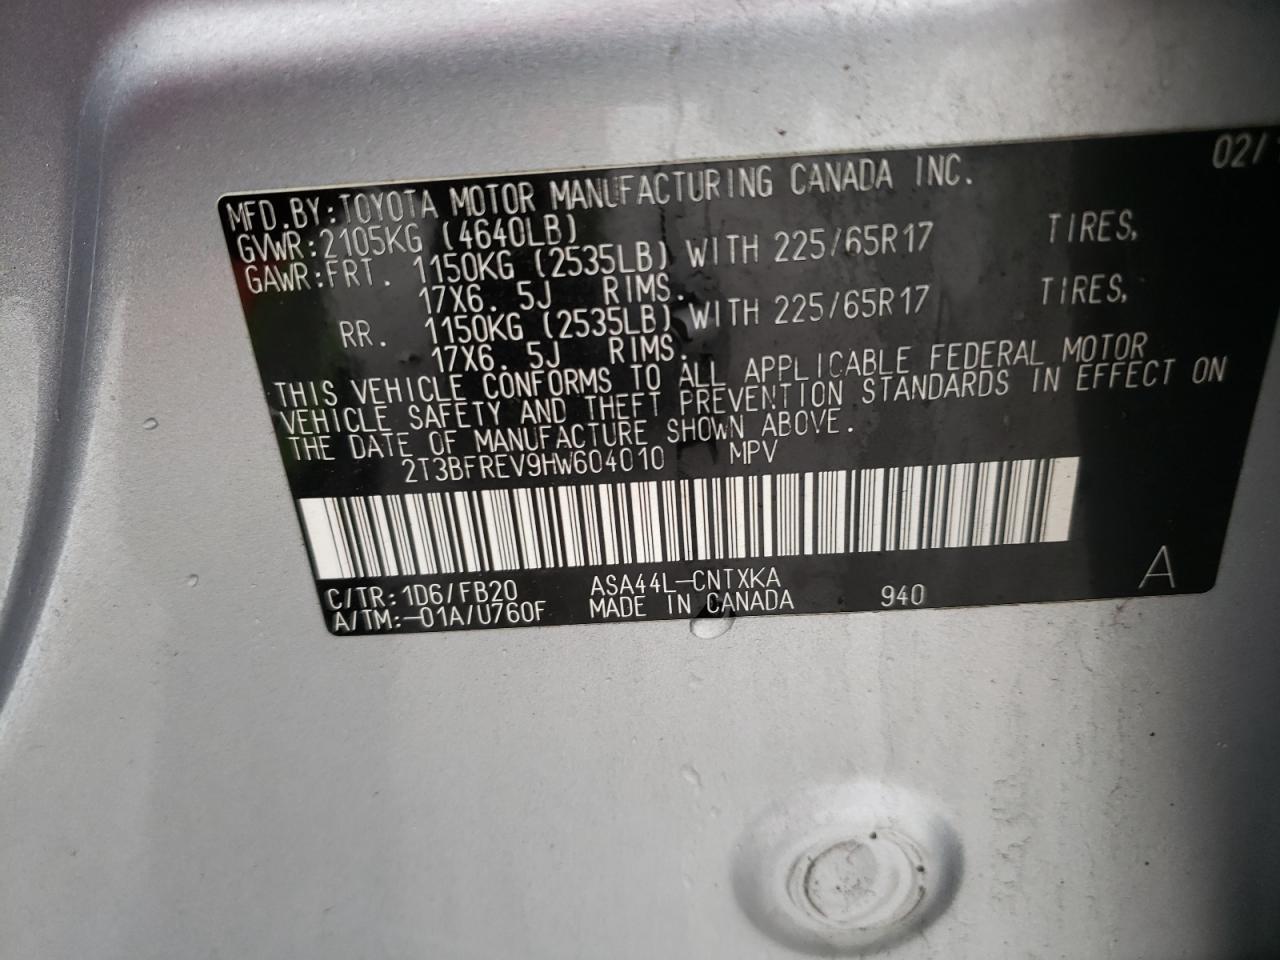 MFD.BY:TOYOTA MOTOR MANUFACTURING CANADA INC. 02/
GVWR:2105KG (4640LB)
GAWR:FRT. 1150KG (2535LB) WITH 225/65R17 TIRES,
17X6.5J RIMS.
RR. 1150KG (2535LB) WITH 225/65R17 TIRES,
17X6.5J RIMS.
THIS VEHICLE CONFORMS TO ALL APPLICABLE FEDERAL MOTOR
VEHICLE SAFETY AND THEFT PREVENTION STANDARDS IN EFFECT ON
THE DATE OF MANUFACTURE SHOWN ABOVE.
2T3BFREV9HW604010 MPV
C/TR:1D6/FB20 ASA44L-CNTXKA
A/TM:-01A/U760F MADE IN CANADA 940 A